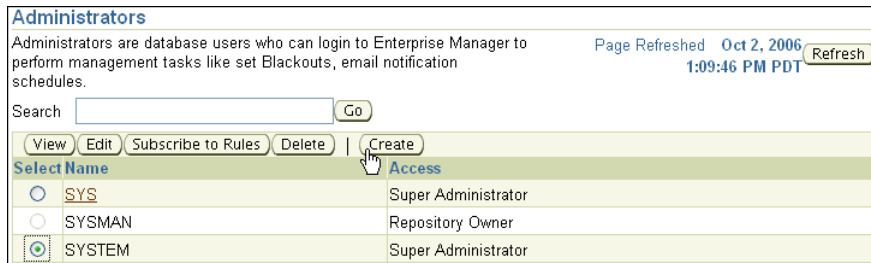 Administrators
Administrators are database users who can login to Enterprise Manager to
perform management tasks like set Blackouts, email notification
schedules.
Page Refreshed Oct 2, 2006
1:09:46 PM PDT
Refresh
Search Go
View Edit Subscribe to Rules Delete | Create
Select Name Access
SYS Super Administrator
SYSMAN Repository Owner
SYSTEM Super Administrator